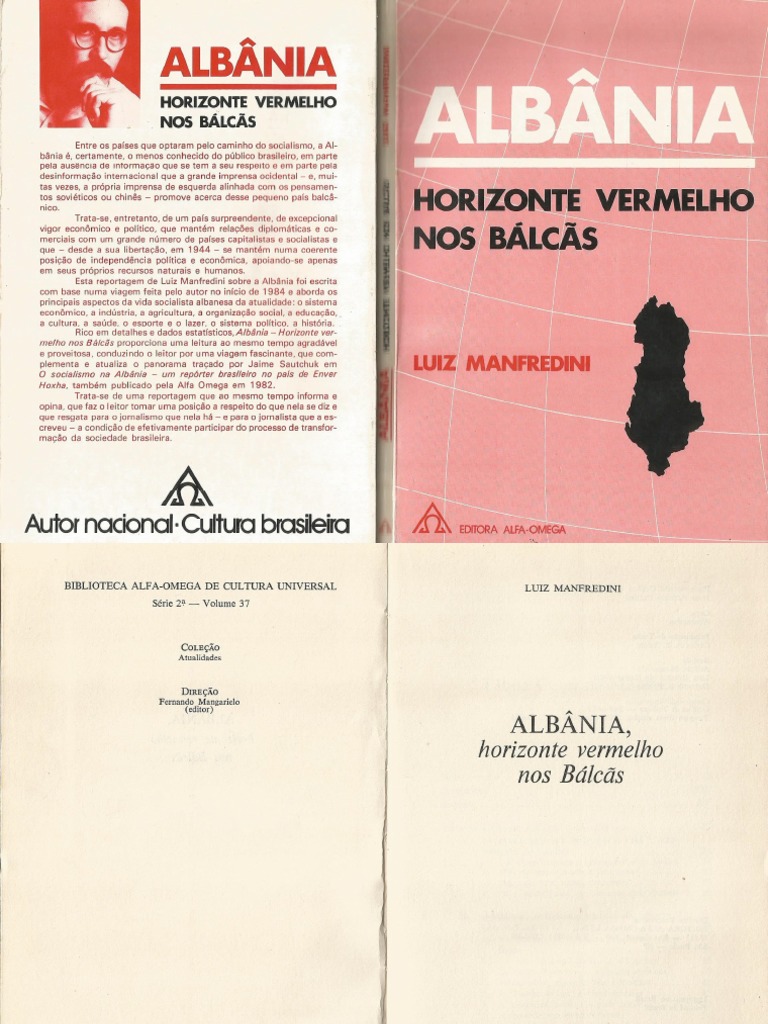 ALBÂNIA
HORIZONTE VERMELHO
NOS BÁLCÃS
Entre os países que optaram pelo caminho do socialismo, a Al-
bânia é, certamente, o menos conhecido do público brasileiro, em parte
pela ausência de informação que se tem a seu respeito e em parte pela
desinformação internacional que a grande imprensa ocidental – e, mui-
tas vezes, a própria imprensa de esquerda alinhada com os pensamen-
tos soviéticos ou chinês – promove acerca desse pequeno país balcâ-
nico.
Trata-se, entretanto, de um país surpreendente, de excepcional
vigor econômico e político, que mantém relações diplomáticas e co-
merciais com um grande número de países capitalistas e socialistas e
que – desde a sua libertação, em 1944 – se mantém numa coerente
posição de independência política e econômica, apoiando-se apenas
em seus próprios recursos naturais e humanos.
Esta reportagem de Luiz Manfredini sobre a Albânia foi escrita
com base numa viagem feita pelo autor no início de 1984 e aborda os
principais aspectos da vida socialista albanesa da atualidade: o sistema
econômico, a indústria, a agricultura, a organização social, a educação,
a cultura, a saúde, o esporte e o lazer, o sistema político, a história.
Rico em detalhes e dados estatísticos, Albânia – Horizonte ver-
melho nos Bálcãs proporciona uma leitura ao mesmo tempo agradável
e proveitosa, conduzindo o leitor por uma viagem fascinante, que com-
plementa e atualiza o panorama traçado por Jaime Sautchuk em
O socialismo na Albânia – um repórter brasileiro no país de Enver
Hoxha, também publicado pela Alfa Omega em 1982.
Trata-se de uma reportagem que ao mesmo tempo informa e
opina, que faz o leitor tomar uma posição a respeito do que nela se diz e
que resgata para o jornalismo que nela há – e para o jornalista que a es-
creveu – a condição de efetivamente participar do processo de transfor-
mação da sociedade brasileira.
Autor nacional · Cultura brasileira
ALBÂNIA
ALBÂNIA
HORIZONTE VERMELHO
NOS BÁLCÃS
LUIZ MANFREDINI
EDITORA ALFA-OMEGA
BIBLIOTECA ALFA-OMEGA DE CULTURA UNIVERSAL
Série 2ª — Volume 37
COLEÇÃO
Atualidades
DIREÇÃO
Fernando Mangarielo
(editor)
LUIZ MANFREDINI
ALBÂNIA,
horizonte vermelho
nos Bálcãs